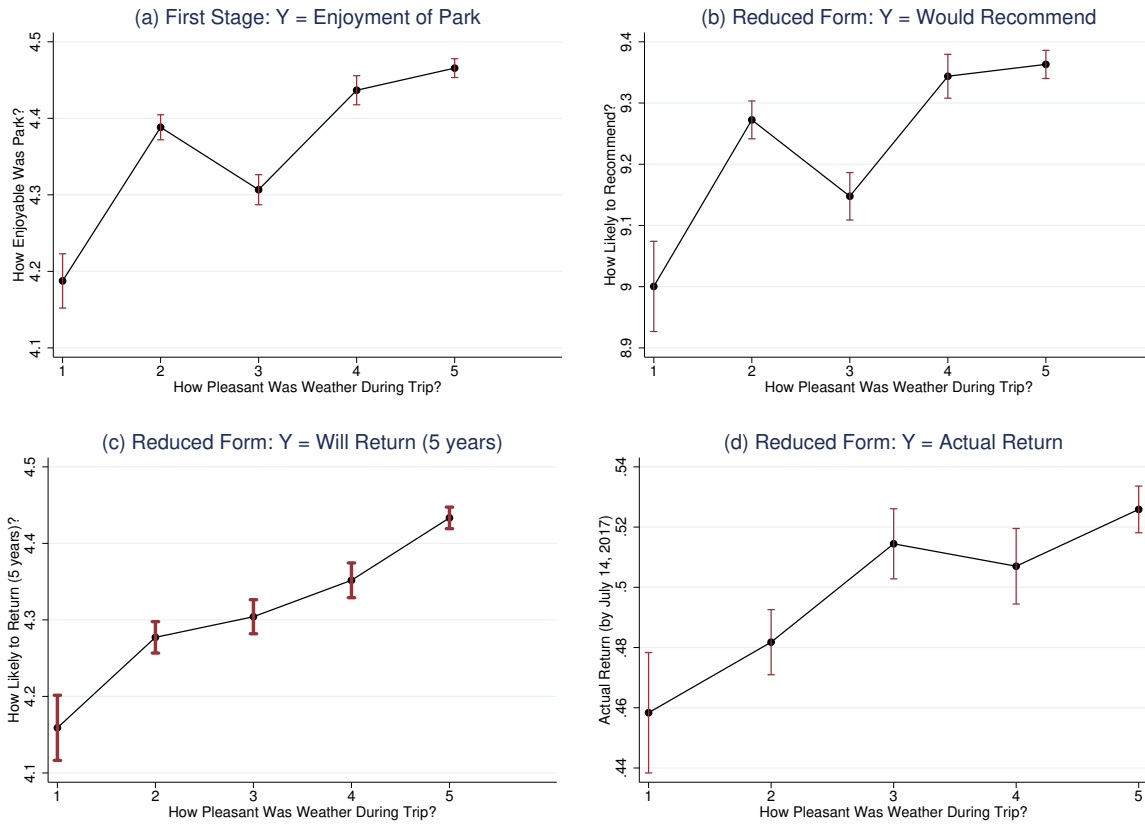 (a) First Stage: Y = Enjoyment of Park
How Enjoyable Was Park?
4.5
4.4
4.3
4.2
4.1
1 2 3 4 5
How Pleasant Was Weather During Trip?
(b) Reduced Form: Y = Would Recommend
How Likely to Recommend?
9.4
9.3
9.2
9.1
9
8.9
1 2 3 4 5
How Pleasant Was Weather During Trip?
(c) Reduced Form: Y = Will Return (5 years)
How Likely to Return (5 years)?
4.5
4.4
4.3
4.2
4.1
1 2 3 4 5
How Pleasant Was Weather During Trip?
(d) Reduced Form: Y = Actual Return
Actual Return (by July 14, 2017)
.54
.52
.5
.48
.46
.44
1 2 3 4 5
How Pleasant Was Weather During Trip?